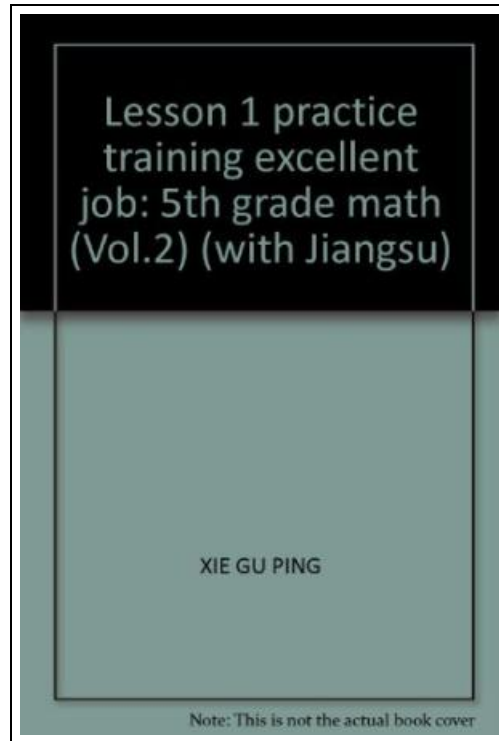 Lesson 1 practice
training excellent
job: 5th grade math
(Vol.2) (with Jiangsu)
XIE GU PING
Note: This is not the actual book cover